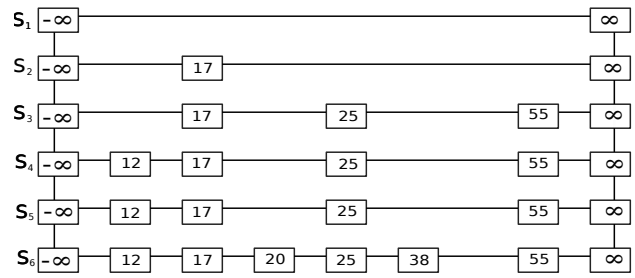 S₁ -∞ ∞
S₂ -∞ 17 ∞
S₃ -∞ 17 25 55 ∞
S₄ -∞ 12 17 25 55 ∞
S₅ -∞ 12 17 25 55 ∞
S₆ -∞ 12 17 20 25 38 55 ∞